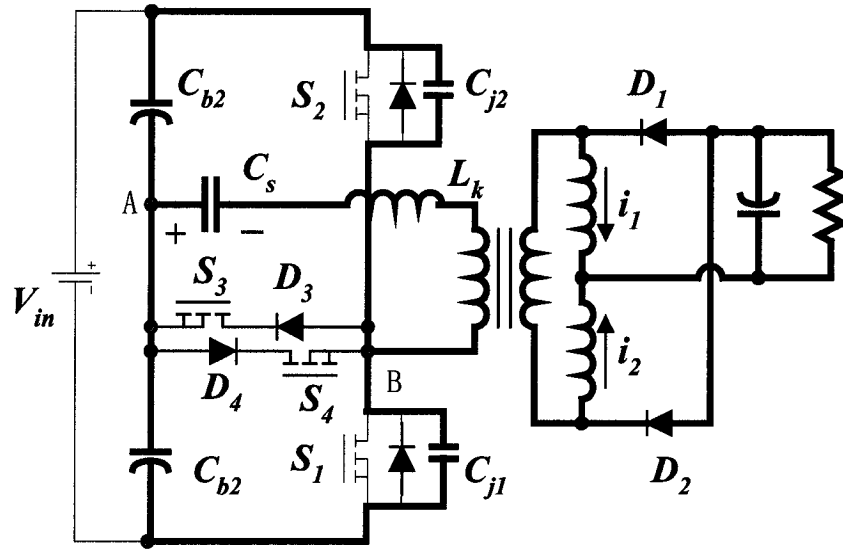 C_b2
S_2
C_j2
D_1
A
C_s
L_k
+
−
i_1
S_3
D_3
V_in
+
−
D_4
S_4
B
i_2
C_b2
S_1
C_j1
D_2